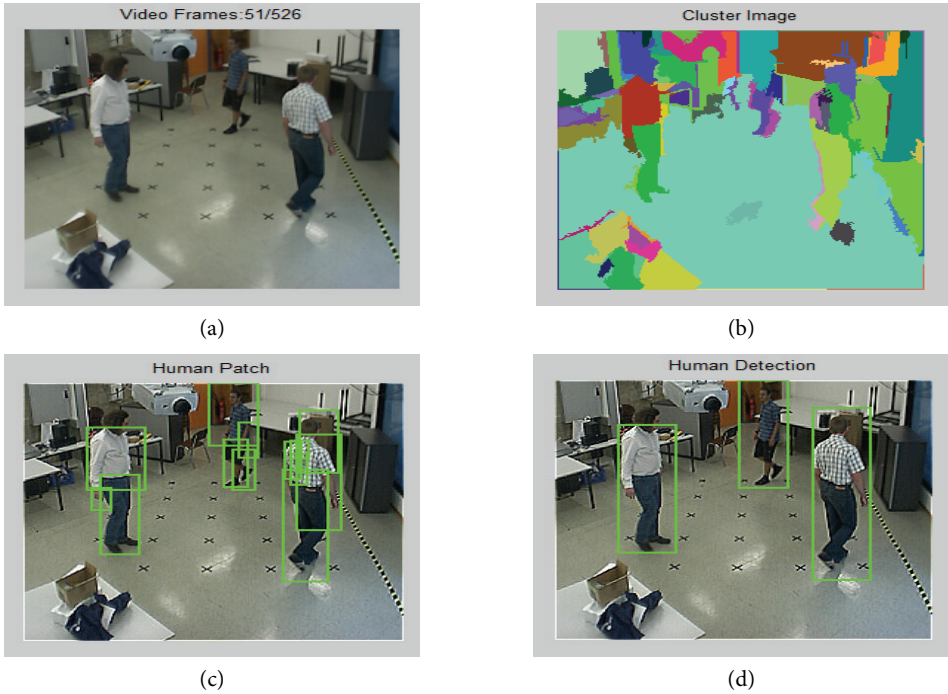 Video Frames:51/526
Cluster Image
(a)
(b)
Human Patch
Human Detection
(c)
(d)